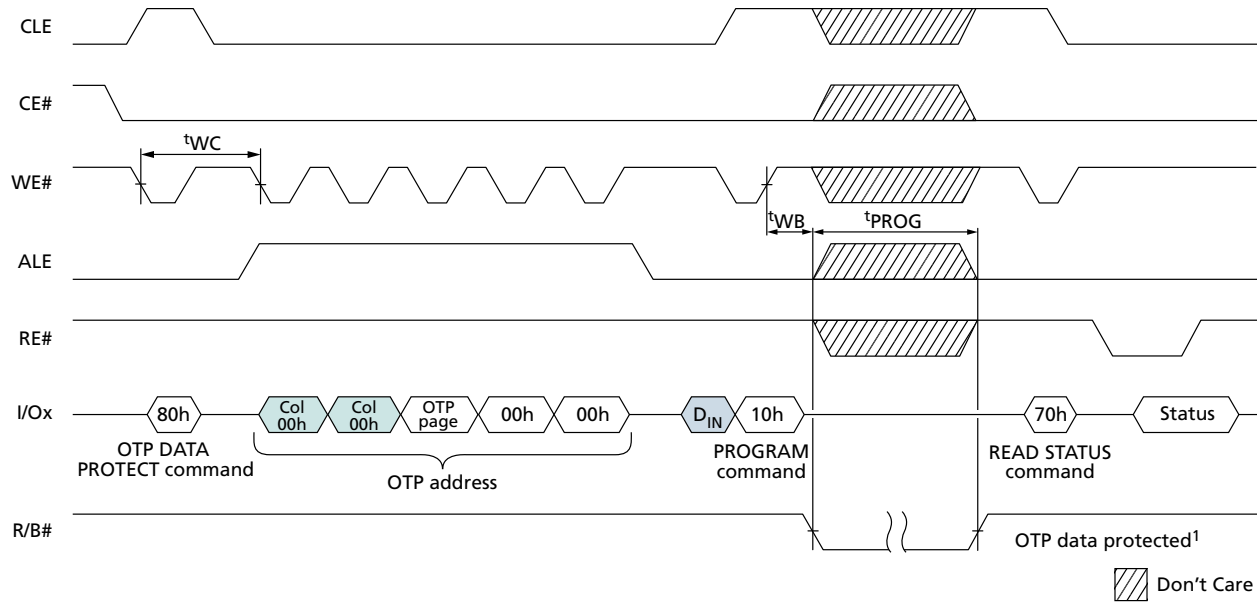 CLE
CE#
tWC
WE#
tWB
tPROG
ALE
RE#
I/Ox
80h
Col
00h
Col
00h
OTP
page
00h
00h
DIN
10h
70h
Status
OTP DATA
PROTECT command
OTP address
PROGRAM
command
READ STATUS
command
R/B#
OTP data protected1
Don't Care